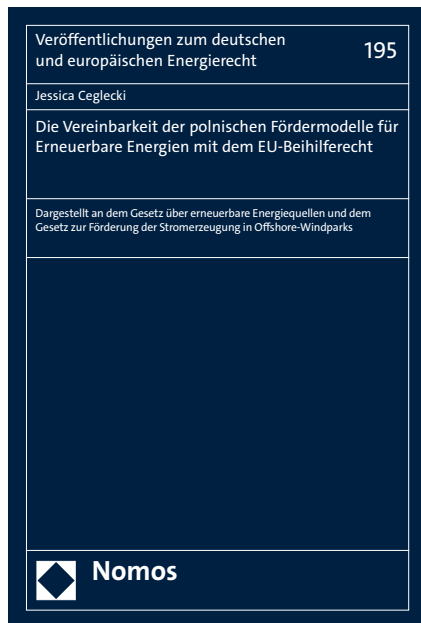 Veröffentlichungen zum deutschen
und europäischen Energierecht
195
Jessica Ceglecki
Die Vereinbarkeit der polnischen Fördermodelle für
Erneuerbare Energien mit dem EU-Beihilferecht
Dargestellt an dem Gesetz über erneuerbare Energiequellen und dem
Gesetz zur Förderung der Stromerzeugung in Offshore-Windparks
Nomos